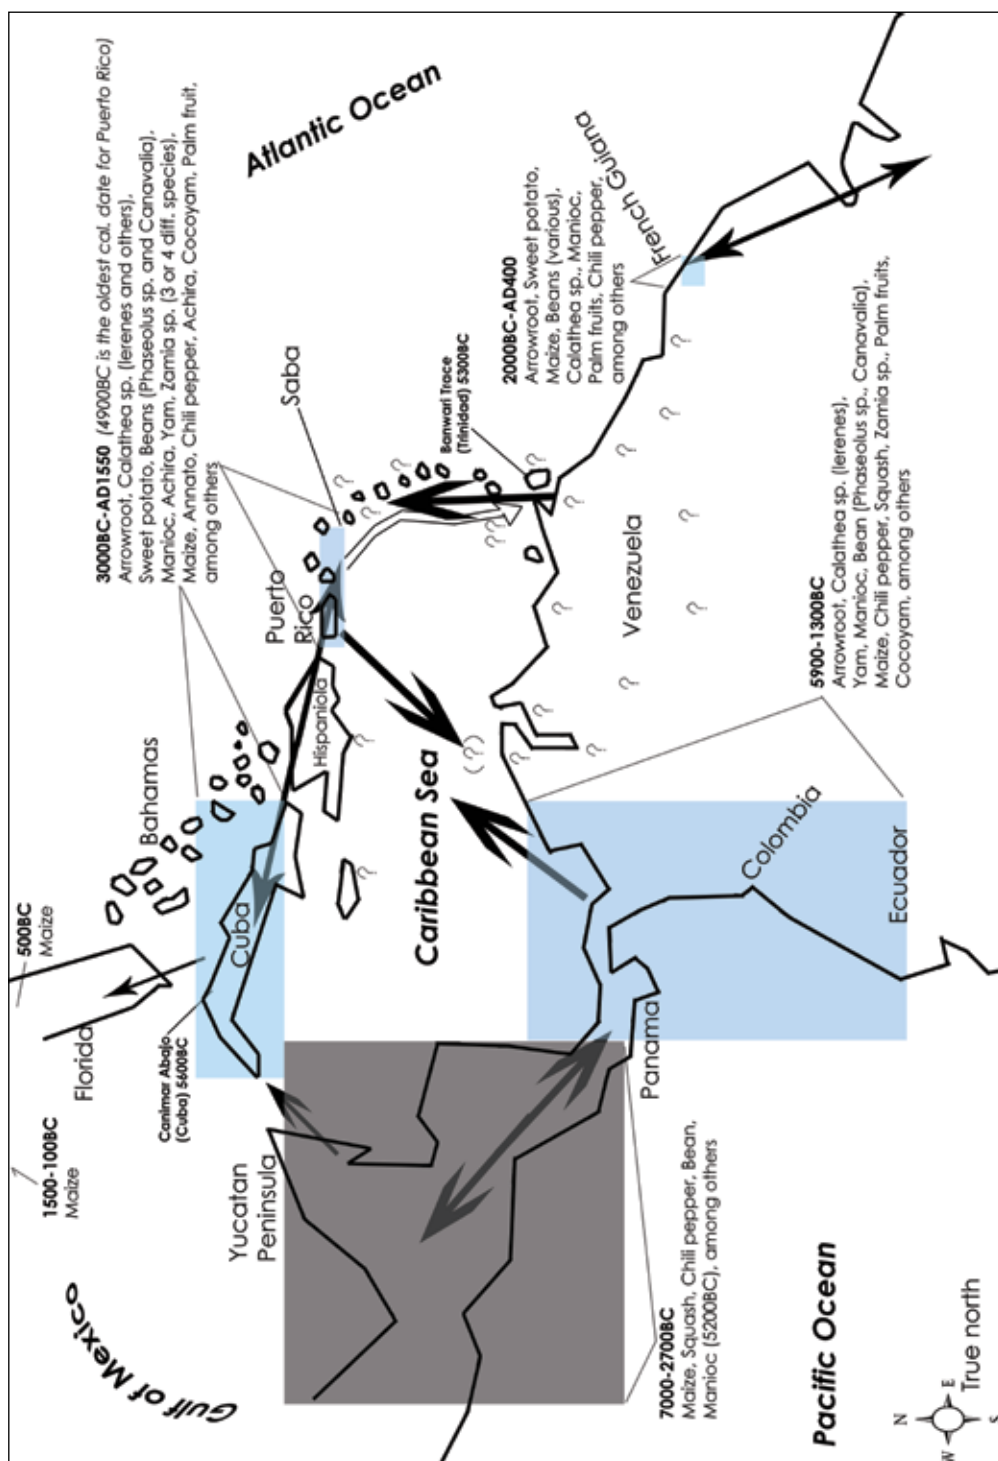 Gulf of Mexico
1500-100BC
Maize
Florida
500BC
Maize
Bahamas
3000BC-AD1550 (4900BC is the oldest cal. date for Puerto Rico)
Arrowroot, Calathea sp. (lerenes and others),
Sweet potato, Beans (Phaseolus sp. and Canavalia),
Manioc, Achira, Yam, Zamia sp. (3 or 4 diff. species),
Maize, Annato, Chili pepper, Achira, Cocoyam, Palm fruit,
among others
Atlantic Ocean
Canimar Abajo
(Cuba) 5600BC
Cuba
Yucatan
Peninsula
Hispaniola
Puerto
Rico
Saba
Caribbean Sea
(?)
?
?
?
?
?
?
??
?
?
?
?
?
?
?
?
?
?
?
Banwari Trace
(Trinidad) 5300BC
2000BC-AD400
Arrowroot, Sweet potato,
Maize, Beans (various),
Calathea sp., Manioc,
Palm fruits, Chili pepper,
among others
French Guiana
Venezuela
Panama
Colombia
Ecuador
7000-2700BC
Maize, Squash, Chili pepper, Bean,
Manioc (5200BC), among others
5900-1300BC
Arrowroot, Calathea sp. (lerenes),
Yam, Manioc, Bean (Phaseolus sp., Canavalia),
Maize, Chili pepper, Squash, Zamia sp., Palm fruits,
Cocoyam, among others
Pacific Ocean
N
W
E
S
True north